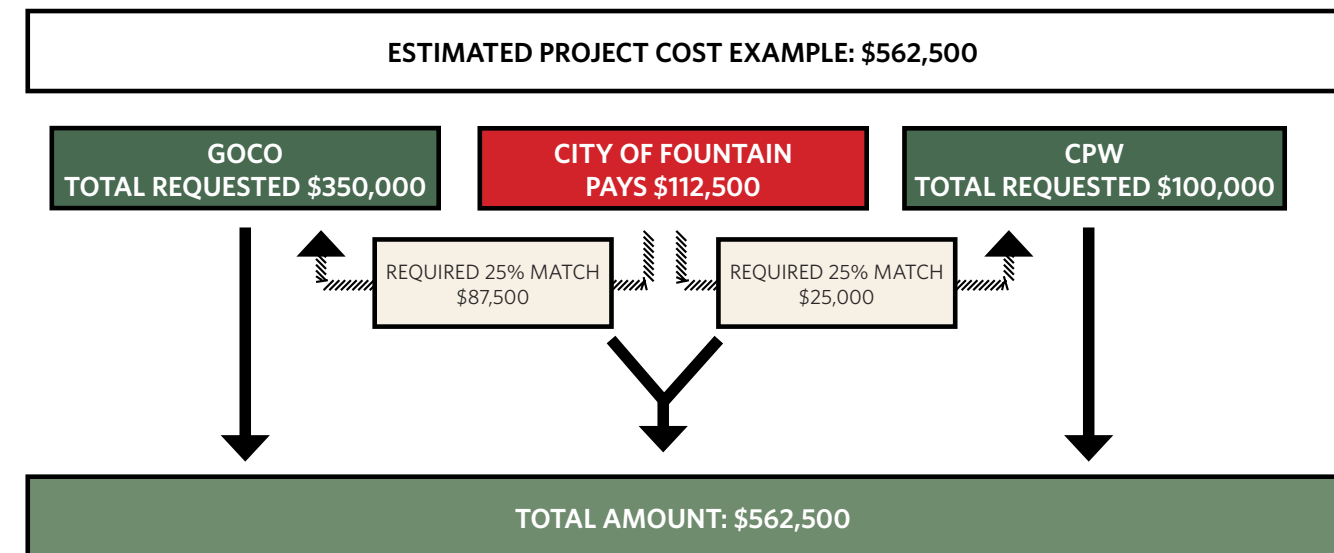 ESTIMATED PROJECT COST EXAMPLE: $562,500
GOCO
TOTAL REQUESTED $350,000
CITY OF FOUNTAIN
PAYS $112,500
CPW
TOTAL REQUESTED $100,000
REQUIRED 25% MATCH
$87,500
REQUIRED 25% MATCH
$25,000
TOTAL AMOUNT: $562,500